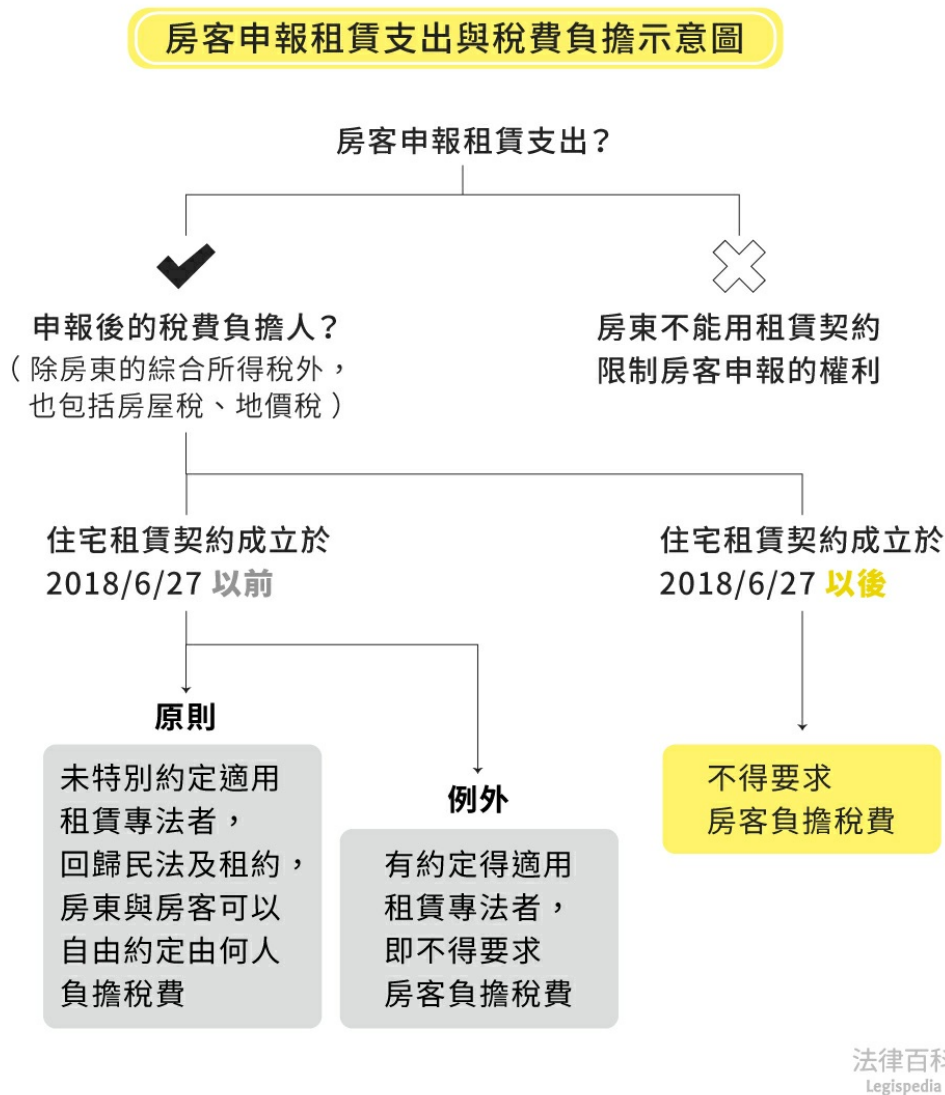 房客申報租賃支出與稅費負擔示意圖
房客申報租賃支出？
申報後的稅費負擔人？
（除房東的綜合所得稅外，
也包括房屋稅、地價稅）
房東不能用租賃契約
限制房客申報的權利
住宅租賃契約成立於
2018/6/27 以前
住宅租賃契約成立於
2018/6/27 以後
原則
未特別約定適用
租賃專法者，
回歸民法及租約，
房東與房客可以
自由約定由何人
負擔稅費
例外
有約定得適用
租賃專法者，
即不得要求
房客負擔稅費
不得要求
房客負擔稅費
法律百科
Legispedia